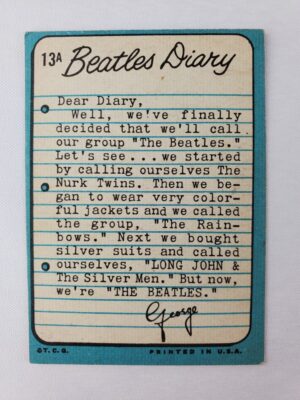 13A Beatles Diary
Dear Diary,
Well, we've finally
decided that we'll call
our group "The Beatles."
Let's see...we started
by calling ourselves The
Nurk Twins. Then we be-
gan to wear very color-
ful jackets and we called
the group, "The Rain-
bows." Next we bought
silver suits and called
ourselves, "LONG JOHN &
The Silver Men." But now,
we're "THE BEATLES."
George
©T.C.G. PRINTED IN U.S.A.